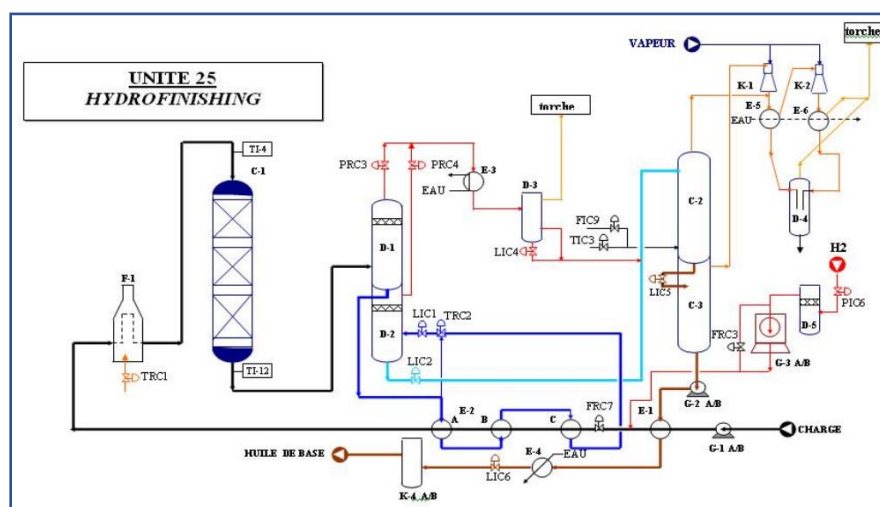 UNITE 25
HYDROFINISHING
VAPEUR
torche
K-1
K-2
E-5
E-6
EAU
TI-4
C-1
torche
PRC3
PRC4
E-3
EAU
D-3
C-2
D-4
FIC9
TIC3
H2
LIC4
D-1
F-1
LIC5
C-3
PIC6
D-5
LIC1
TRC2
D-2
FRC3
G-3 A/B
TRC1
TI-12
LIC2
G-2 A/B
A
E-2
B
C
FRC7
E-1
CHARGE
G-1 A/B
HUILE DE BASE
E-4
EAU
LIC6
K-4 A/B